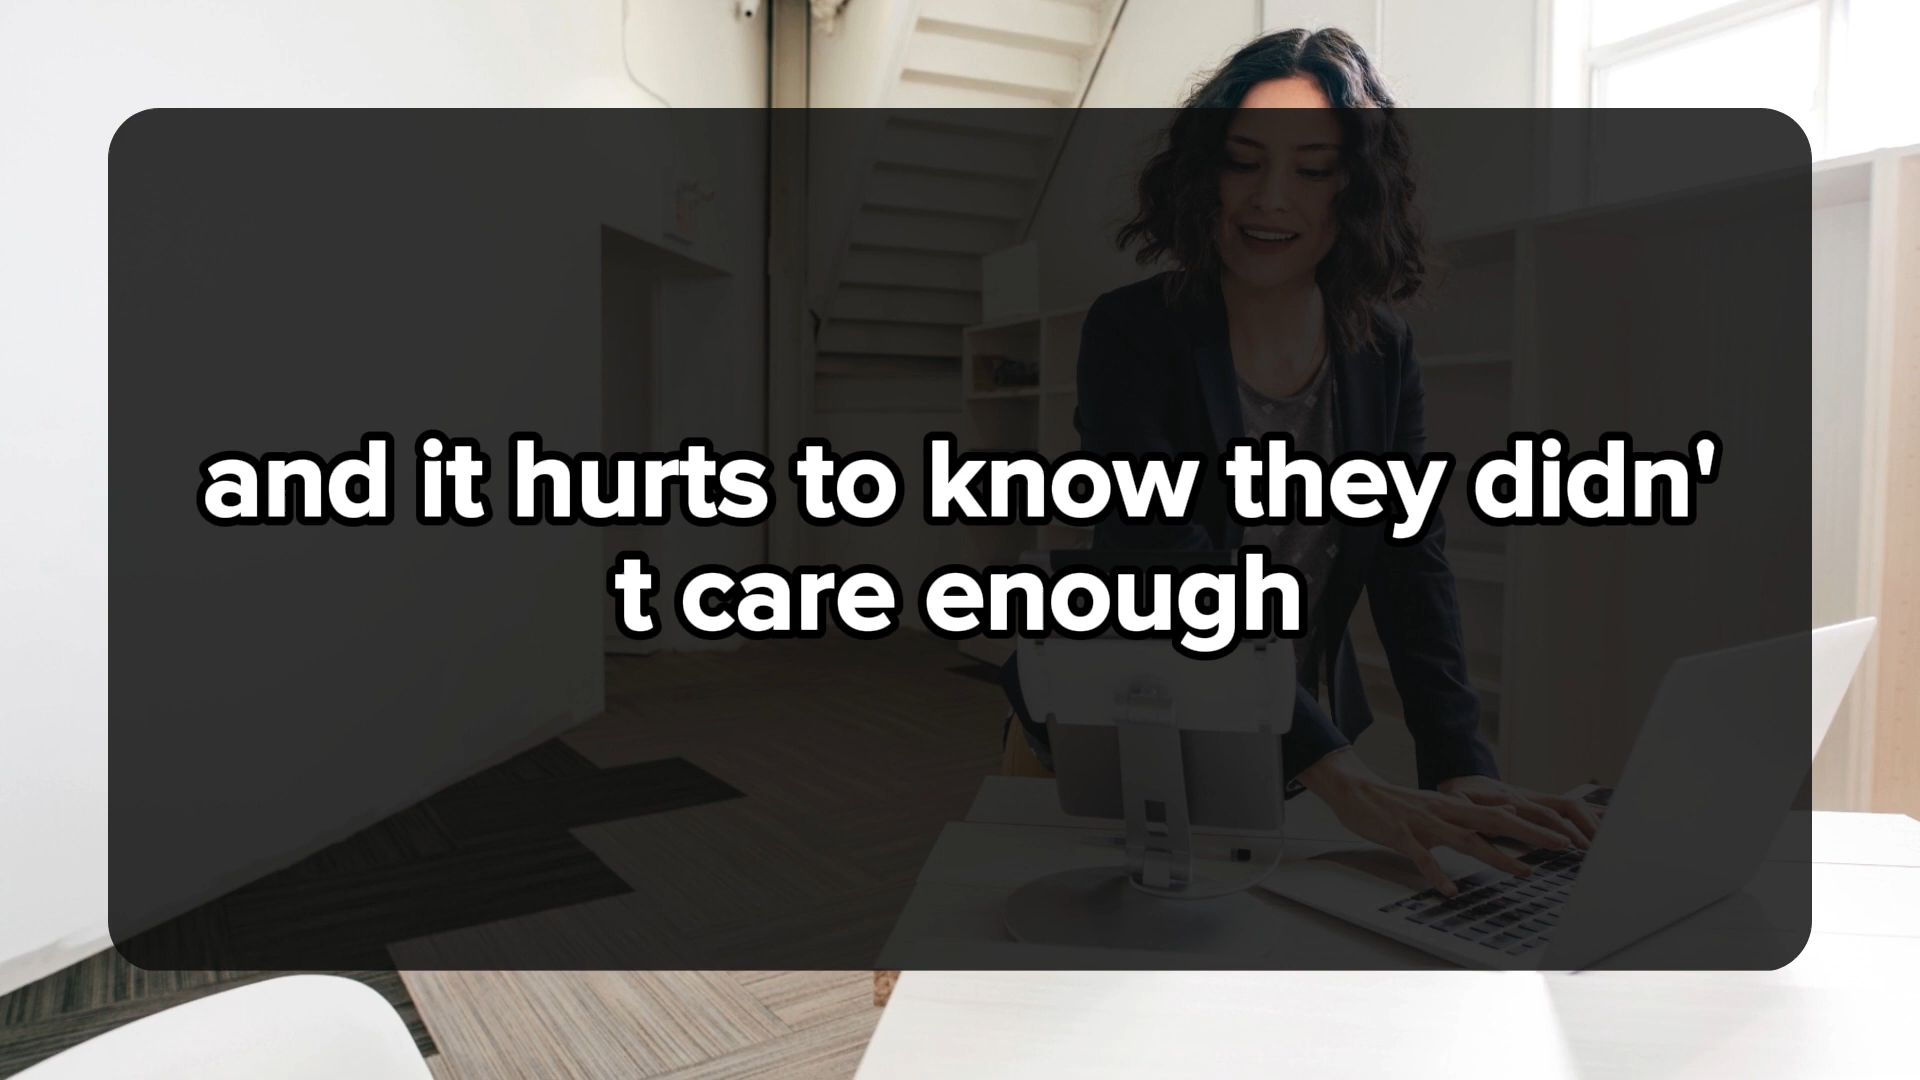 and it hurts to know they didn'
t care enough